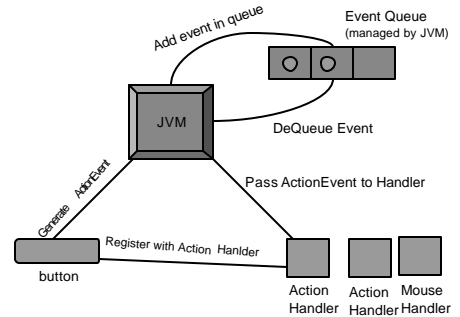 Add event in queue
Event Queue
(managed by JVM)
JVM
DeQueue Event
Generate ActionEvent
Pass ActionEvent to Handler
Register with Action Hanlder
button
Action
Handler
Action
Handler
Mouse
Handler